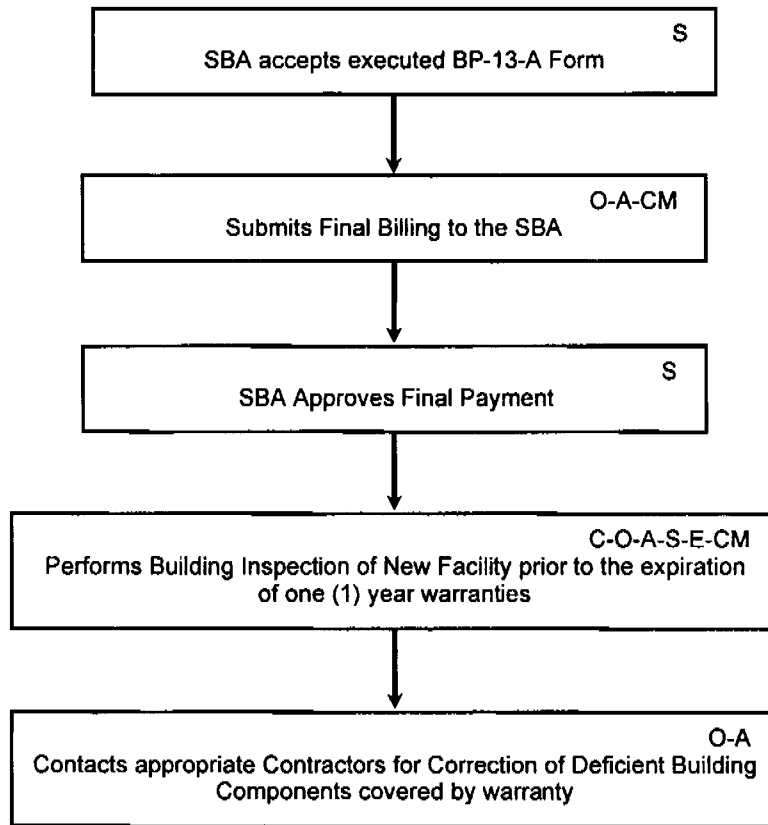 S
SBA accepts executed BP-13-A Form
O-A-CM
Submits Final Billing to the SBA
S
SBA Approves Final Payment
C-O-A-S-E-CM
Performs Building Inspection of New Facility prior to the expiration
of one (1) year warranties
O-A
Contacts appropriate Contractors for Correction of Deficient Building
Components covered by warranty